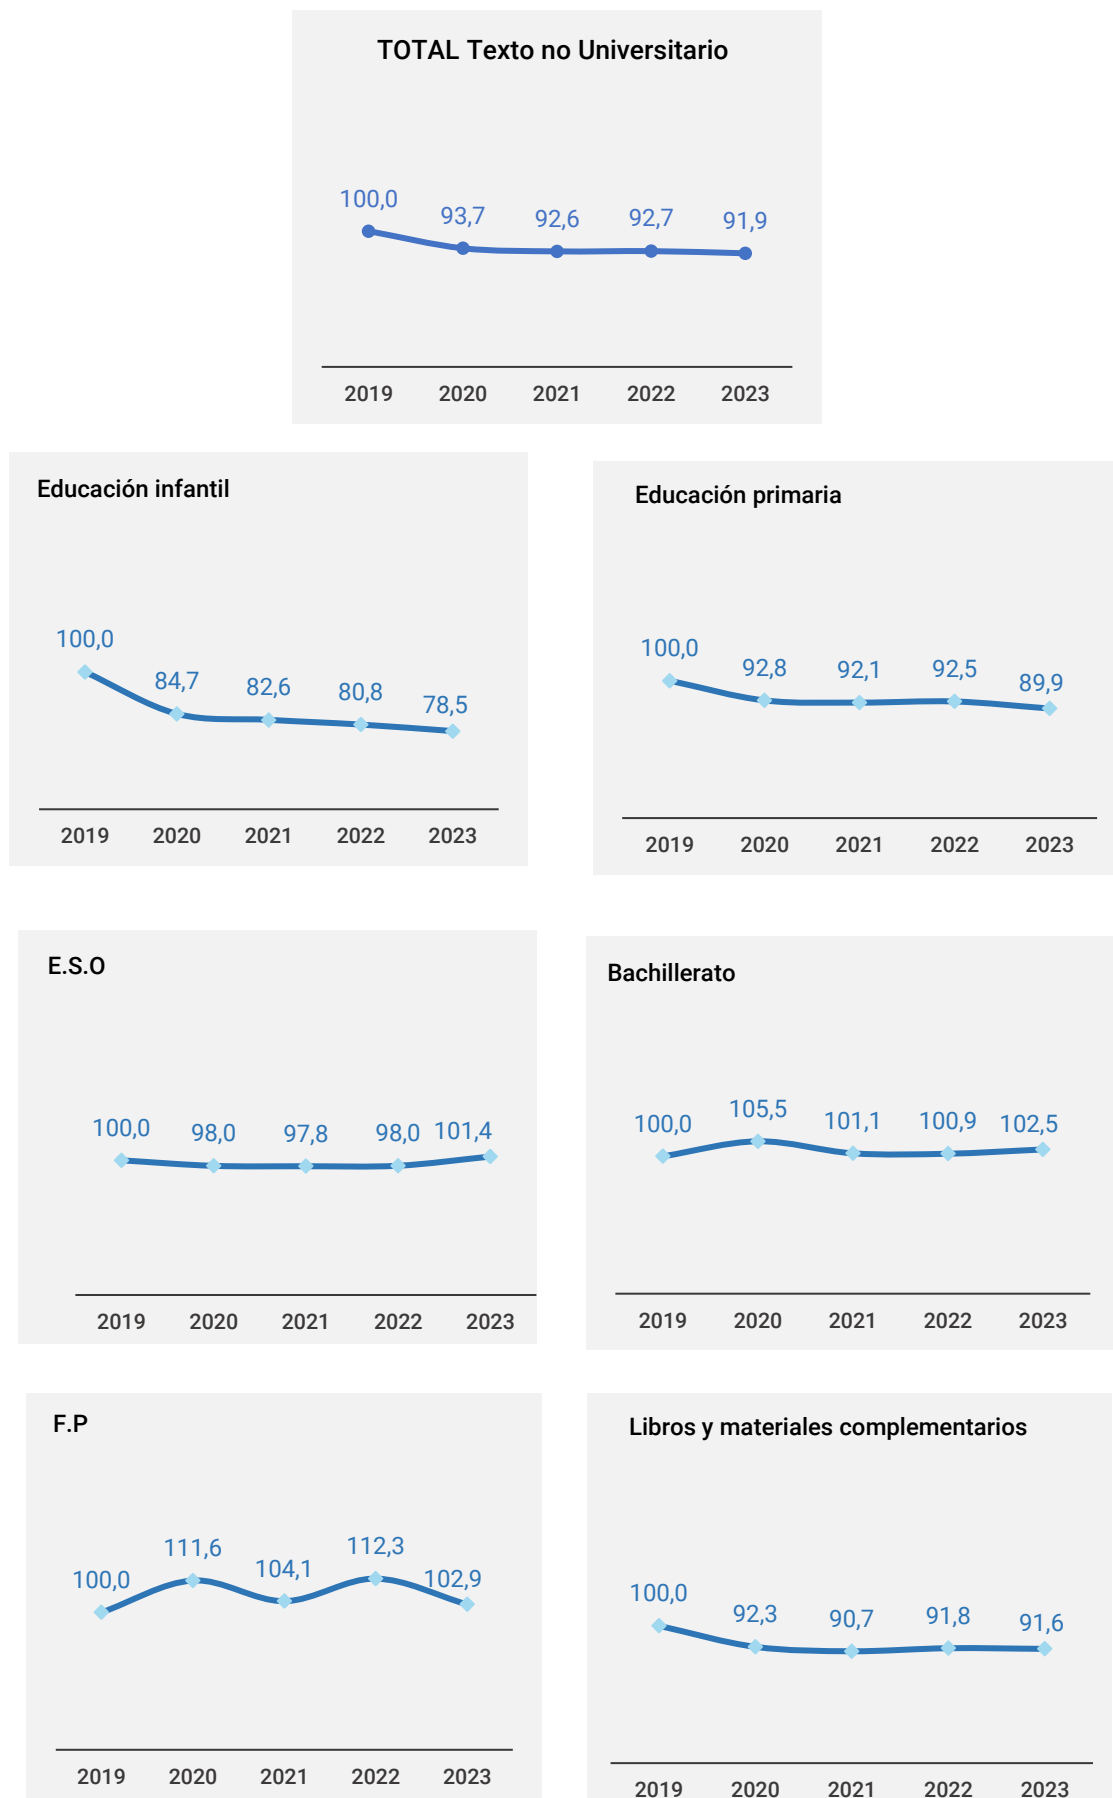 TOTAL Texto no Universitario
100,0
93,7
92,6
92,7
91,9
2019 2020 2021 2022 2023
Educación infantil
100,0
84,7
82,6
80,8
78,5
2019 2020 2021 2022 2023
Educación primaria
100,0
92,8
92,1
92,5
89,9
2019 2020 2021 2022 2023
E.S.O
100,0
98,0
97,8
98,0
101,4
2019 2020 2021 2022 2023
Bachillerato
100,0
105,5
101,1
100,9
102,5
2019 2020 2021 2022 2023
F.P
100,0
111,6
104,1
112,3
102,9
2019 2020 2021 2022 2023
Libros y materiales complementarios
100,0
92,3
90,7
91,8
91,6
2019 2020 2021 2022 2023